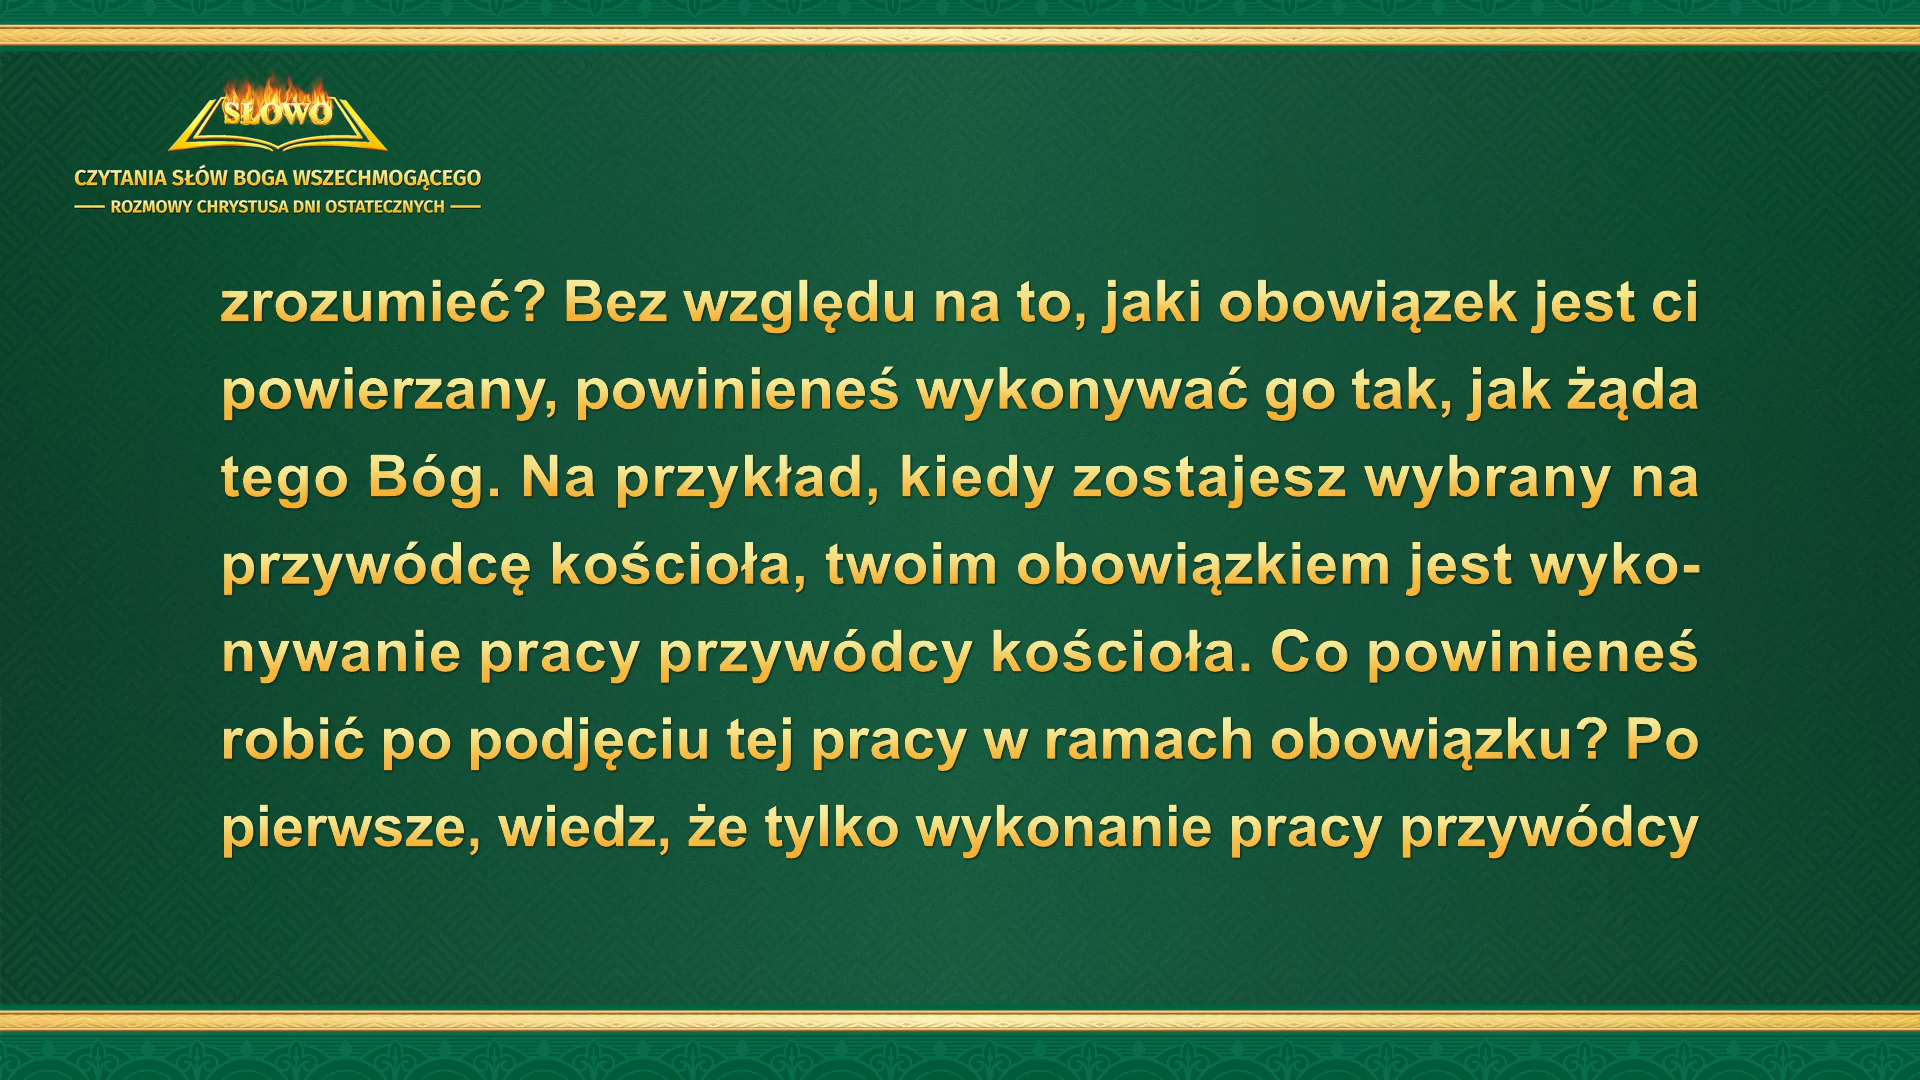 SŁOWO
CZYTANIA SŁÓW BOGA WSZECHMOGĄCEGO
ROZMOWY CHRYSTUSA DNI OSTATECZNYCH
zrozumieć? Bez względu na to, jaki obowiązek jest ci
powierzany, powinieneś wykonywać go tak, jak żąda
tego Bóg. Na przykład, kiedy zostajesz wybrany na
przywódcę kościoła, twoim obowiązkiem jest wyko-
nywanie pracy przywódcy kościoła. Co powinieneś
robić po podjęciu tej pracy w ramach obowiązku? Po
pierwsze, wiedz, że tylko wykonanie pracy przywódcy